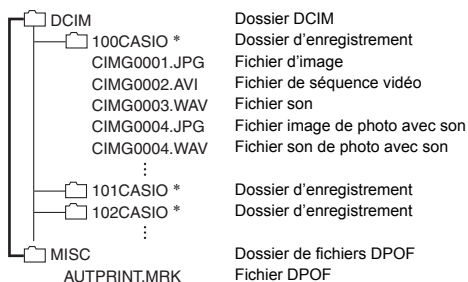 DCIM Dossier DCIM
100CASIO * Dossier d'enregistrement
CIMG0001.JPG Fichier d'image
CIMG0002.AVI Fichier de séquence vidéo
CIMG0003.WAV Fichier son
CIMG0004.JPG Fichier image de photo avec son
CIMG0004.WAV Fichier son de photo avec son
⋮
101CASIO * Dossier d'enregistrement
102CASIO * Dossier d'enregistrement
⋮
MISC Dossier de fichiers DPOF
AUTPRINT.MRK Fichier DPOF